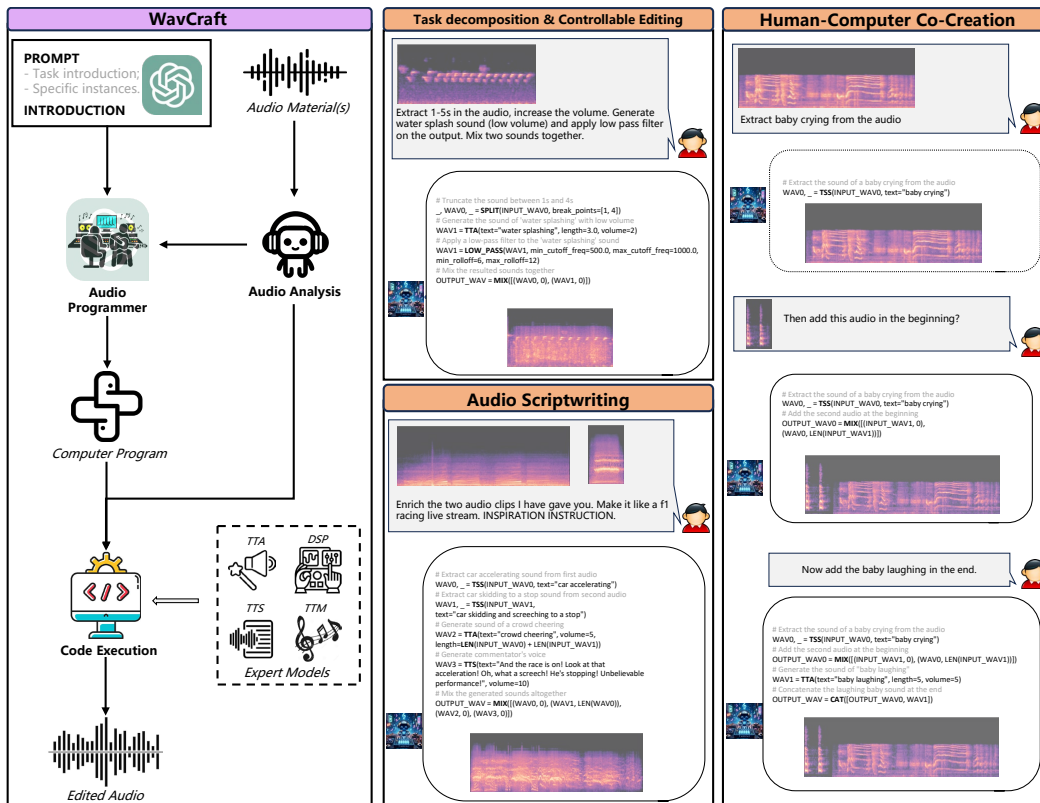 WavCraft
PROMPT
- Task introduction;
- Specific instances.
INTRODUCTION
Audio Material(s)
Audio
Programmer
Audio Analysis
Computer Program
TTA
DSP
TTS
TTM
Expert Models
Code Execution
Edited Audio
Task decomposition & Controllable Editing
Extract 1-5s in the audio, increase the volume. Generate
water splash sound (low volume) and apply low pass filter
on the output. Mix two sounds together.
# Truncate the sound between 1s and 4s
_, WAV0, _ = SPLIT(INPUT_WAV0, break_points=[1, 4])
# Generate the sound of 'water splashing' with low volume
WAV1 = TTA(text="water splashing", length=3.0, volume=2)
# Apply a low-pass filter to the 'water splashing' sound
WAV1 = LOW_PASS(WAV1, min_cutoff_freq=500.0, max_cutoff_freq=1000.0,
min_rolloff=6, max_rolloff=12)
# Mix the resulted sounds together
OUTPUT_WAV = MIX([(WAV0, 0), (WAV1, 0)])
Audio Scriptwriting
Enrich the two audio clips I have gave you. Make it like a f1
racing live stream. INSPIRATION INSTRUCTION.
# Extract car accelerating sound from first audio
WAV0, _ = TSS(INPUT_WAV0, text="car accelerating")
# Extract car skidding to a stop sound from second audio
WAV1, _ = TSS(INPUT_WAV1,
text="car skidding and screeching to a stop")
# Generate sound of a crowd cheering
WAV2 = TTA(text="crowd cheering", volume=5,
length=LEN(INPUT_WAV0) + LEN(INPUT_WAV1))
# Generate commentator's voice
WAV3 = TTS(text="And the race is on! Look at that
acceleration! Oh, what a screech! He's stopping! Unbelievable
performance!", volume=10)
# Mix the generated sounds altogether
OUTPUT_WAV = MIX([(WAV0, 0), (WAV1, LEN(WAV0)),
(WAV2, 0), (WAV3, 0)])
Human-Computer Co-Creation
Extract baby crying from the audio
# Extract the sound of a baby crying from the audio
WAV0, _ = TSS(INPUT_WAV0, text="baby crying")
Then add this audio in the beginning?
# Extract the sound of a baby crying from the audio
WAV0, _ = TSS(INPUT_WAV0, text="baby crying")
# Add the second audio at the beginning
OUTPUT_WAV0 = MIX([(INPUT_WAV1, 0),
(WAV0, LEN(INPUT_WAV1))])
Now add the baby laughing in the end.
# Extract the sound of a baby crying from the audio
WAV0, _ = TSS(INPUT_WAV0, text="baby crying")
# Add the second audio at the beginning
OUTPUT_WAV0 = MIX([(INPUT_WAV1, 0), (WAV0, LEN(INPUT_WAV1))])
# Generate the sound of "baby laughing"
WAV1 = TTA(text="baby laughing", length=5, volume=5)
# Concatenate the laughing baby sound at the end
OUTPUT_WAV = CAT([OUTPUT_WAV0, WAV1])